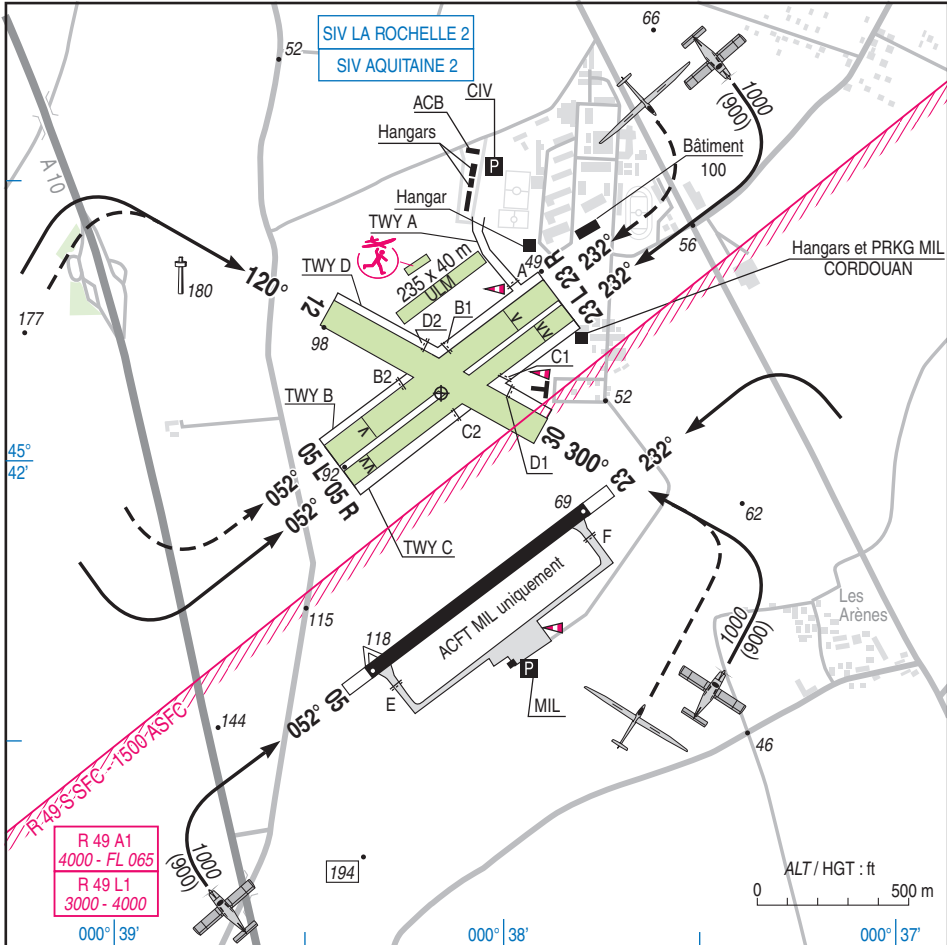 66
SIV LA ROCHELLE 2
SIV AQUITAINE 2
52
CIV
ACB
P
Hangars
1000
(900)
Bâtiment
100
A 10
Hangar
TWY A
56
Hangars et PRKG MIL
CORDOUAN
49
232°
232°
23 L 23 R
A
235 X 40 m
ULM
TWY D
120°
12
180
177
98
D2
B1
B2
C1
T
52
TWY B
C2
D1
30
300°
232°
23
45°
42'
92
05 L
05 R
052°
052°
TWY C
69
F
62
ACFT MIL uniquement
Les
Arènes
115
118
1000
(900)
E
P
MIL
05
052°
144
46
R 49 S SFC - 1500 ASFC
R 49 A1
4000 - FL 065
R 49 L1
3000 - 4000
1000
(900)
194
ALT / HGT : ft
0
500 m
000° 39'
000° 38'
000° 37'